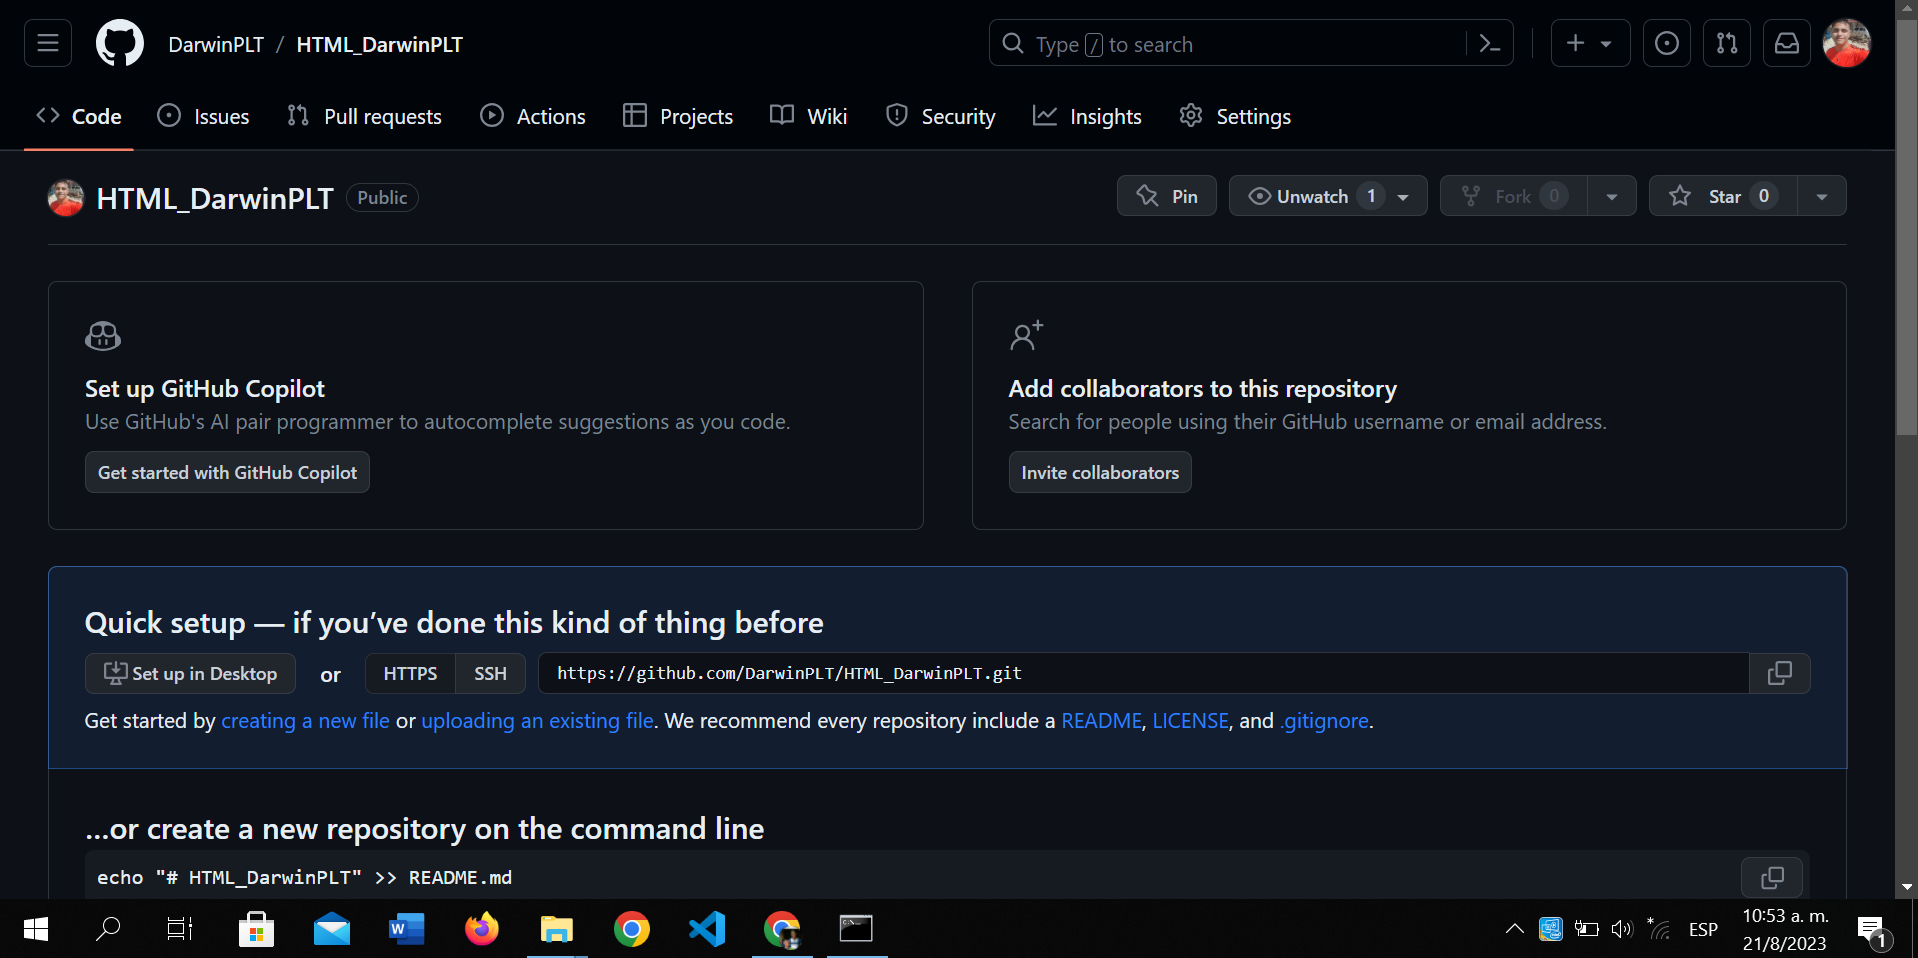 DarwinPLT / HTML_DarwinPLT
Type / to search
Code Issues Pull requests Actions Projects Wiki Security Insights Settings
HTML_DarwinPLT Public
Pin Unwatch 1 Fork 0 Star 0
Set up GitHub Copilot
Use GitHub's AI pair programmer to autocomplete suggestions as you code.
Get started with GitHub Copilot
Add collaborators to this repository
Search for people using their GitHub username or email address.
Invite collaborators
Quick setup — if you’ve done this kind of thing before
Set up in Desktop or HTTPS SSH https://github.com/DarwinPLT/HTML_DarwinPLT.git
Get started by creating a new file or uploading an existing file. We recommend every repository include a README, LICENSE, and .gitignore.
…or create a new repository on the command line
echo "# HTML_DarwinPLT" >> README.md
ESP
10:53 a. m.
21/8/2023
1